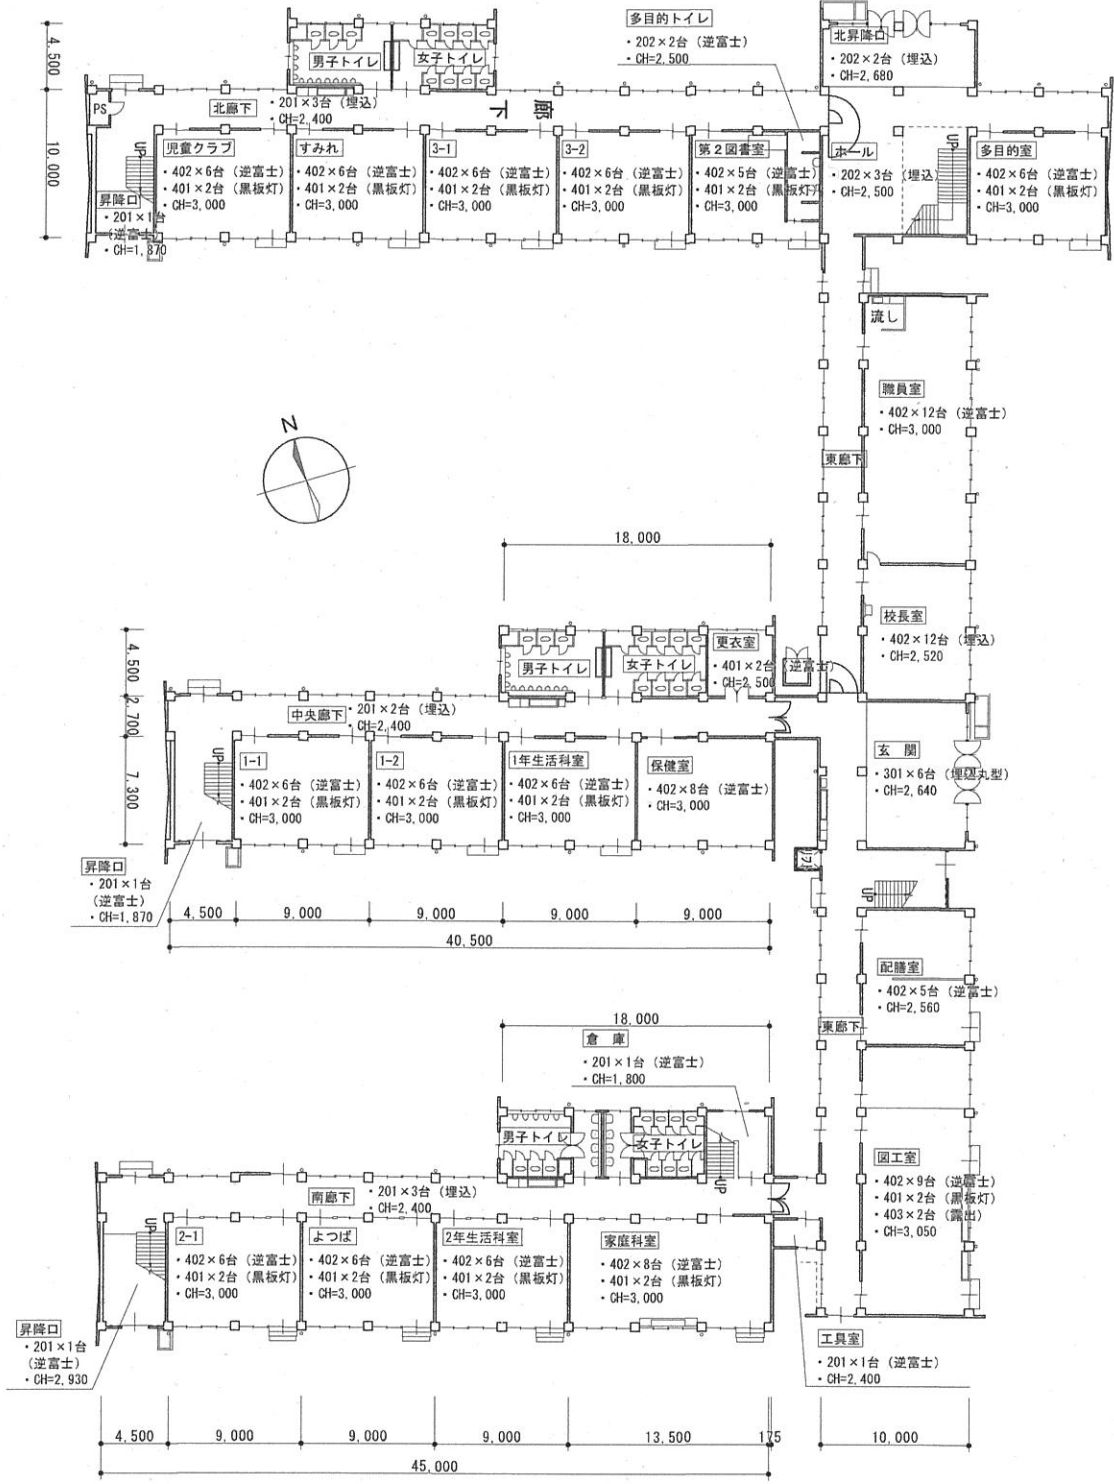 多目的トイレ
・202×2台（逆富士）
・CH=2,500
北昇降口
・202×2台（埋込）
・CH=2,680
4,500
10,000
男子トイレ
女子トイレ
PS
北廊下
・201×3台（埋込）
・CH=2,400
廊下
UP
昇降口
・201×1台
（逆富士）
・CH=1,870
児童クラブ
・402×6台（逆富士）
・401×2台（黒板灯）
・CH=3,000
すみれ
・402×6台（逆富士）
・401×2台（黒板灯）
・CH=3,000
3-1
・402×6台（逆富士）
・401×2台（黒板灯）
・CH=3,000
3-2
・402×6台（逆富士）
・401×2台（黒板灯）
・CH=3,000
第2図書室
・402×5台（逆富士）
・401×2台（黒板灯）
・CH=3,000
ホール
・202×3台（埋込）
・CH=2,500
UP
多目的室
・402×6台（逆富士）
・401×2台（黒板灯）
・CH=3,000
流し
職員室
・402×12台（逆富士）
・CH=3,000
東廊下
N
18,000
校長室
・402×12台（埋込）
・CH=2,520
4,500
2,700
7,300
男子トイレ
女子トイレ
更衣室
・401×2台（逆富士）
・CH=2,500
中央廊下
・201×2台（埋込）
・CH=2,400
UP
1-1
・402×6台（逆富士）
・401×2台（黒板灯）
・CH=3,000
1-2
・402×6台（逆富士）
・401×2台（黒板灯）
・CH=3,000
1年生活科室
・402×6台（逆富士）
・401×2台（黒板灯）
・CH=3,000
保健室
・402×8台（逆富士）
・CH=3,000
玄関
・301×6台（埋込丸型）
・CH=2,640
昇降口
・201×1台
（逆富士）
・CH=1,870
リフト
UP
4,500
9,000
9,000
9,000
9,000
40,500
配膳室
・402×5台（逆富士）
・CH=2,560
東廊下
18,000
倉庫
・201×1台（逆富士）
・CH=1,800
男子トイレ
女子トイレ
UP
南廊下
・201×3台（埋込）
・CH=2,400
図工室
・402×9台（逆富士）
・401×2台（黒板灯）
・403×2台（露出）
・CH=3,050
UP
2-1
・402×6台（逆富士）
・401×2台（黒板灯）
・CH=3,000
よつば
・402×6台（逆富士）
・401×2台（黒板灯）
・CH=3,000
2年生活科室
・402×6台（逆富士）
・401×2台（黒板灯）
・CH=3,000
家庭科室
・402×8台（逆富士）
・401×2台（黒板灯）
・CH=3,000
昇降口
・201×1台
（逆富士）
・CH=2,930
工具室
・201×1台（逆富士）
・CH=2,400
4,500
9,000
9,000
9,000
13,500
175
10,000
45,000